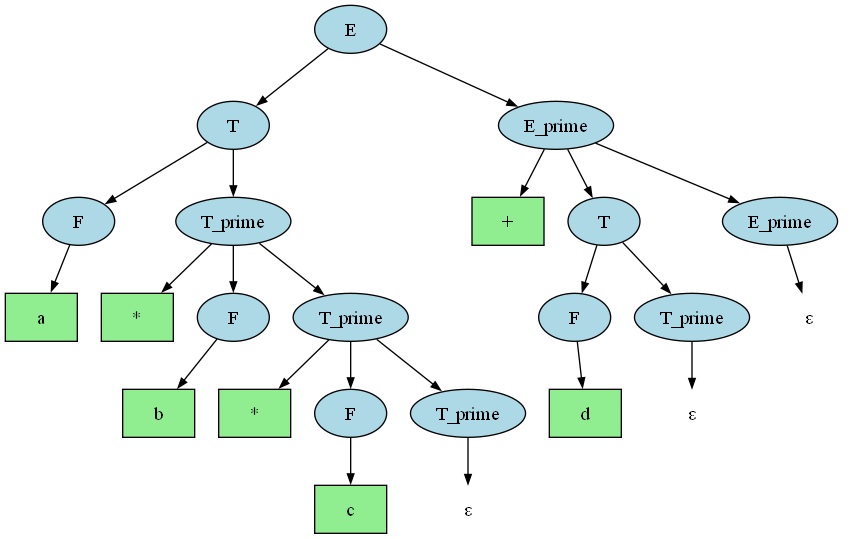 E
T E_prime
F T_prime + T E_prime
a * F T_prime F T_prime ε
b * F T_prime d ε
c ε